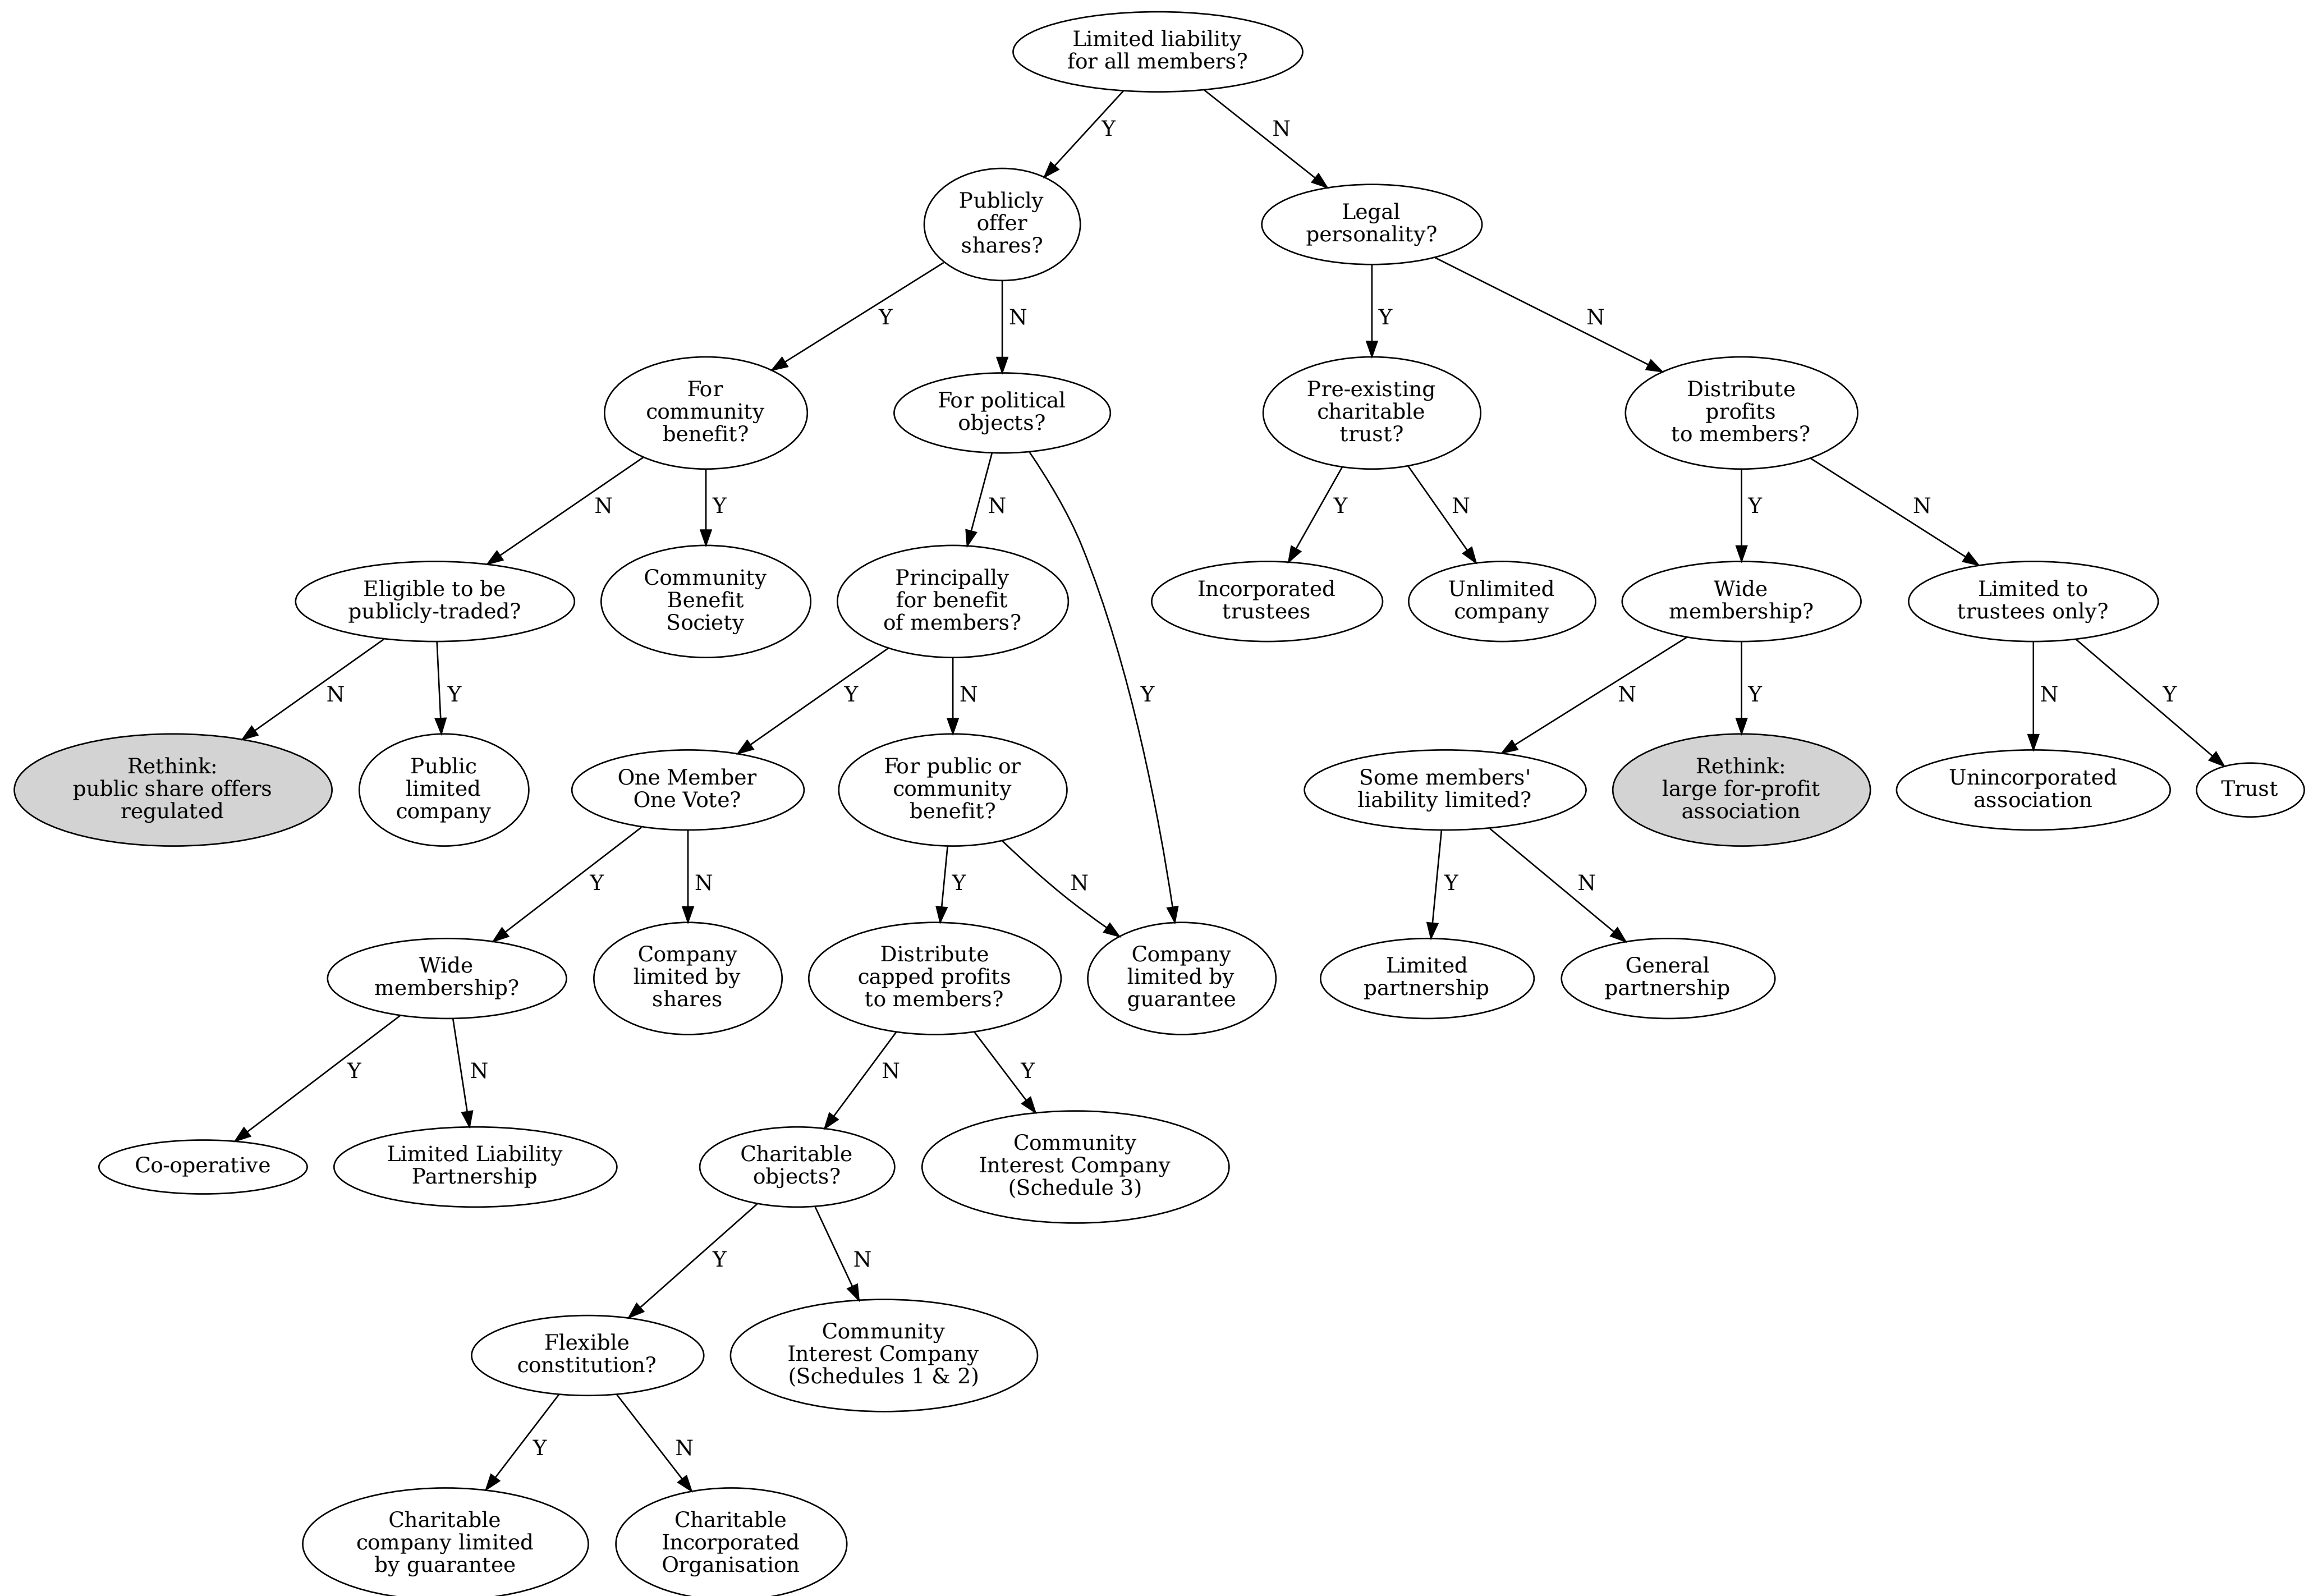 Limited liability
for all members?
Y
N
Publicly
offer
shares?
Legal
personality?
Y
N
Y
N
For
community
benefit?
For political
objects?
Pre-existing
charitable
trust?
Distribute
profits
to members?
N
Y
N
Y
Y
N
Y
N
Eligible to be
publicly-traded?
Community
Benefit
Society
Principally
for benefit
of members?
Incorporated
trustees
Unlimited
company
Wide
membership?
Limited to
trustees only?
N
Y
Y
N
N
Y
N
Y
Rethink:
public share offers
regulated
Public
limited
company
One Member
One Vote?
For public or
community
benefit?
Some members'
liability limited?
Rethink:
large for-profit
association
Unincorporated
association
Trust
Y
N
Y
N
Y
N
Wide
membership?
Company
limited by
shares
Distribute
capped profits
to members?
Company
limited by
guarantee
Limited
partnership
General
partnership
Y
N
N
Y
Co-operative
Limited Liability
Partnership
Charitable
objects?
Community
Interest Company
(Schedule 3)
Y
N
Flexible
constitution?
Community
Interest Company
(Schedules 1 & 2)
Y
N
Charitable
company limited
by guarantee
Charitable
Incorporated
Organisation